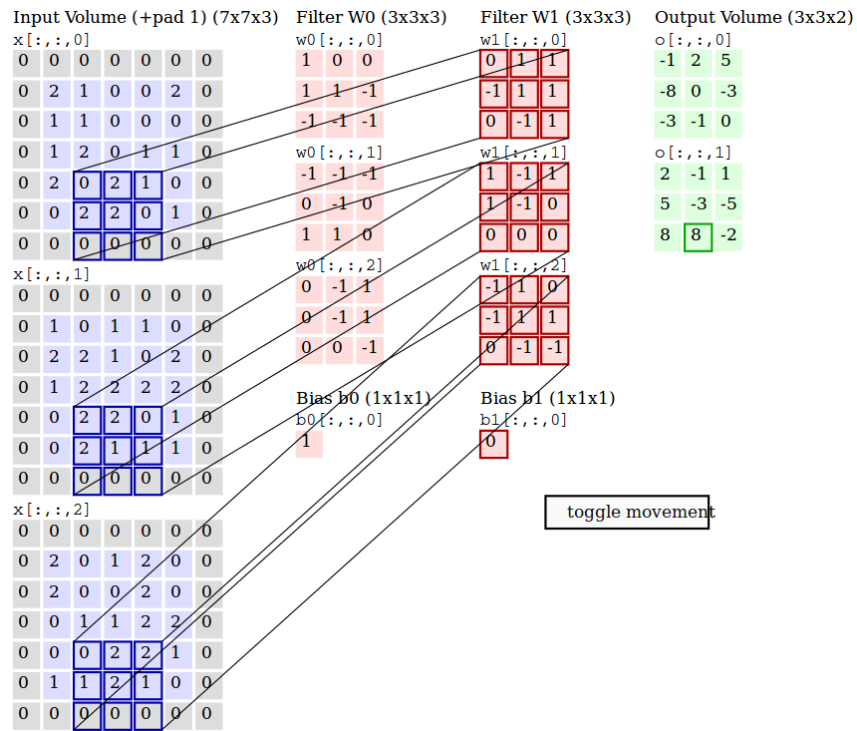 Input Volume (+pad 1) (7x7x3)
x[:,:,0]
0 0 0 0 0 0 0
0 2 1 0 0 2 0
0 1 1 0 0 0 0
0 1 2 0 1 1 0
0 2 0 2 1 0 0
0 0 2 2 0 1 0
0 0 0 0 0 0 0
x[:,:,1]
0 0 0 0 0 0 0
0 1 0 1 1 0 0
0 2 2 1 0 2 0
0 1 2 2 2 2 0
0 0 2 2 0 1 0
0 0 2 1 1 1 0
0 0 0 0 0 0 0
x[:,:,2]
0 0 0 0 0 0 0
0 2 0 1 2 0 0
0 2 0 0 2 0 0
0 0 1 1 2 2 0
0 0 0 2 2 1 0
0 1 1 2 1 0 0
0 0 0 0 0 0 0
Filter W0 (3x3x3)
w0[:,:,0]
1 0 0
1 1 -1
-1 -1 -1
w0[:,:,1]
-1 -1 -1
0 -1 0
1 1 0
w0[:,:,2]
0 -1 1
0 -1 1
0 0 -1
Bias b0 (1x1x1)
b0[:,:,0]
1
Filter W1 (3x3x3)
w1[:,:,0]
0 1 1
-1 1 1
0 -1 1
w1[:,:,1]
1 -1 1
1 -1 0
0 0 0
w1[:,:,2]
-1 1 0
-1 1 1
0 -1 -1
Bias b1 (1x1x1)
b1[:,:,0]
0
Output Volume (3x3x2)
o[:,:,0]
-1 2 5
-8 0 -3
-3 -1 0
o[:,:,1]
2 -1 1
5 -3 -5
8 8 -2
toggle movement